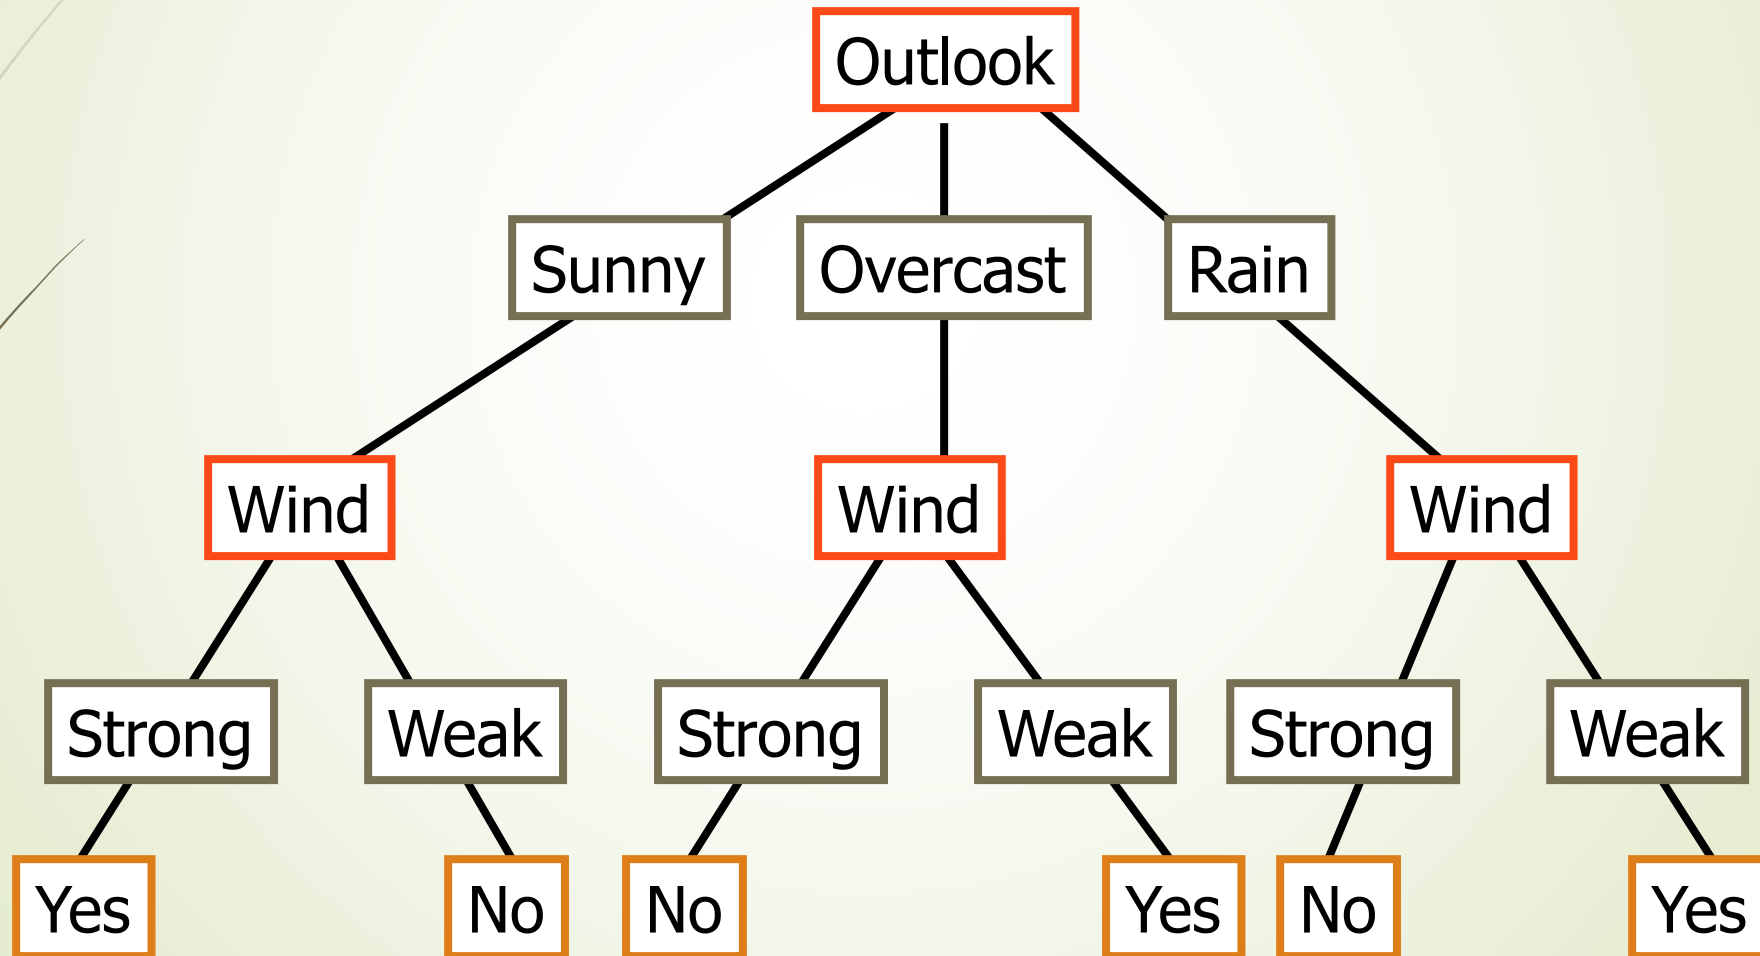 Outlook
Sunny Overcast Rain
Wind Wind Wind
Strong Weak Strong Weak Strong Weak
Yes No No Yes No Yes